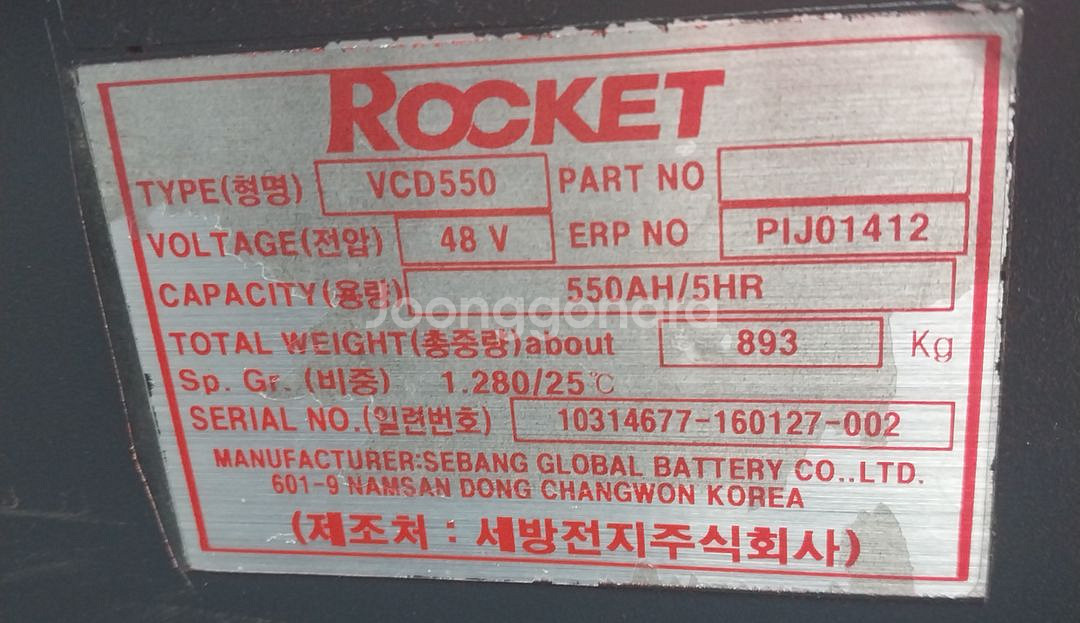 ROCKET
TYPE(형명) VCD550 PART NO
VOLTAGE(전압) 48 V ERP NO PIJ01412
CAPACITY(용량) 550AH/5HR
Joonggonara
TOTAL WEIGHT(총중량)about 893 Kg
Sp. Gr. (비중) 1.280/25℃
SERIAL NO.(일련번호) 10314677-160127-002
MANUFACTURER:SEBANG GLOBAL BATTERY CO..LTD.
601-9 NAMSAN DONG CHANGWON KOREA
(제조처 : 세방전지주식회사)